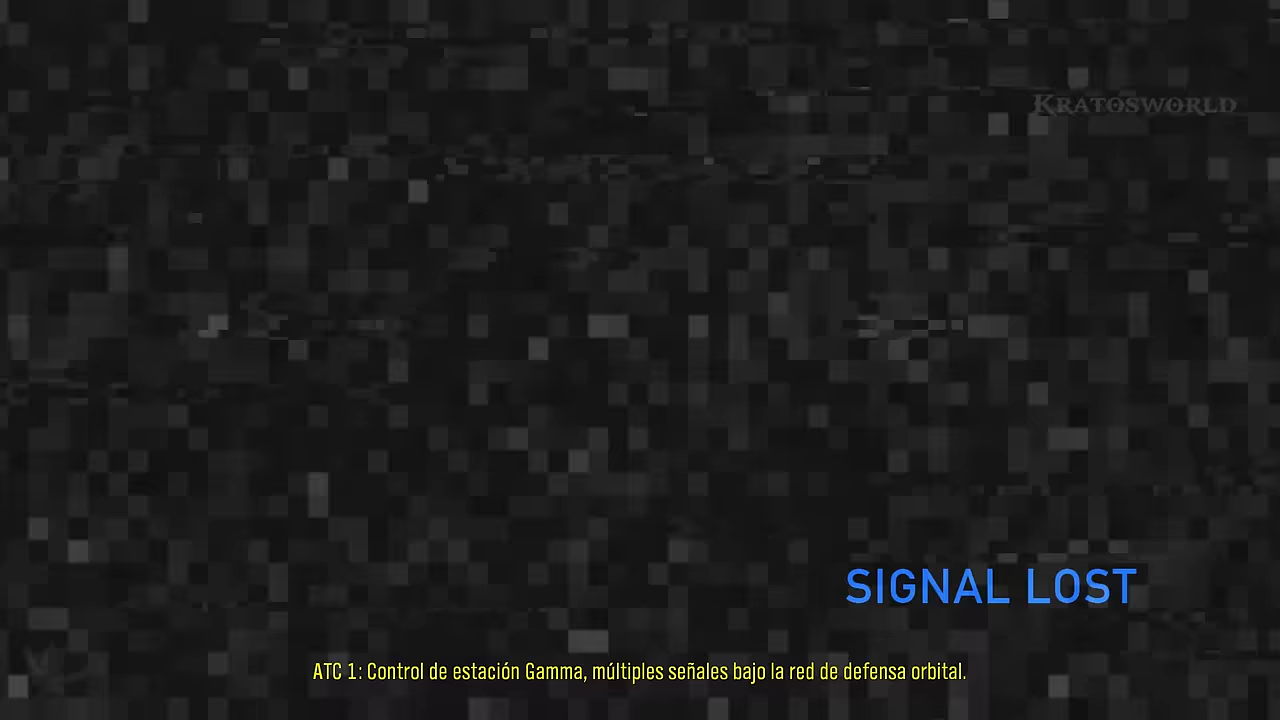 KRATOSWORLD
SIGNAL LOST
ATC 1: Control de estación Gamma, múltiples señales bajo la red de defensa orbital.